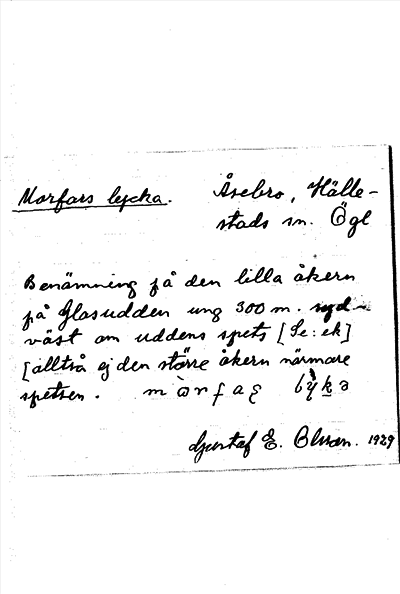 Morfars lycka.
Åsebro, Hälle-
stads sn. Ögl
Benämning på den lilla åkern
på Glasudden ung 300 m. syd-
väst om uddens spets [Se: ek]
[alltså ej den större åkern närmare
spetsen.
Gustaf E. Olsson. 1929